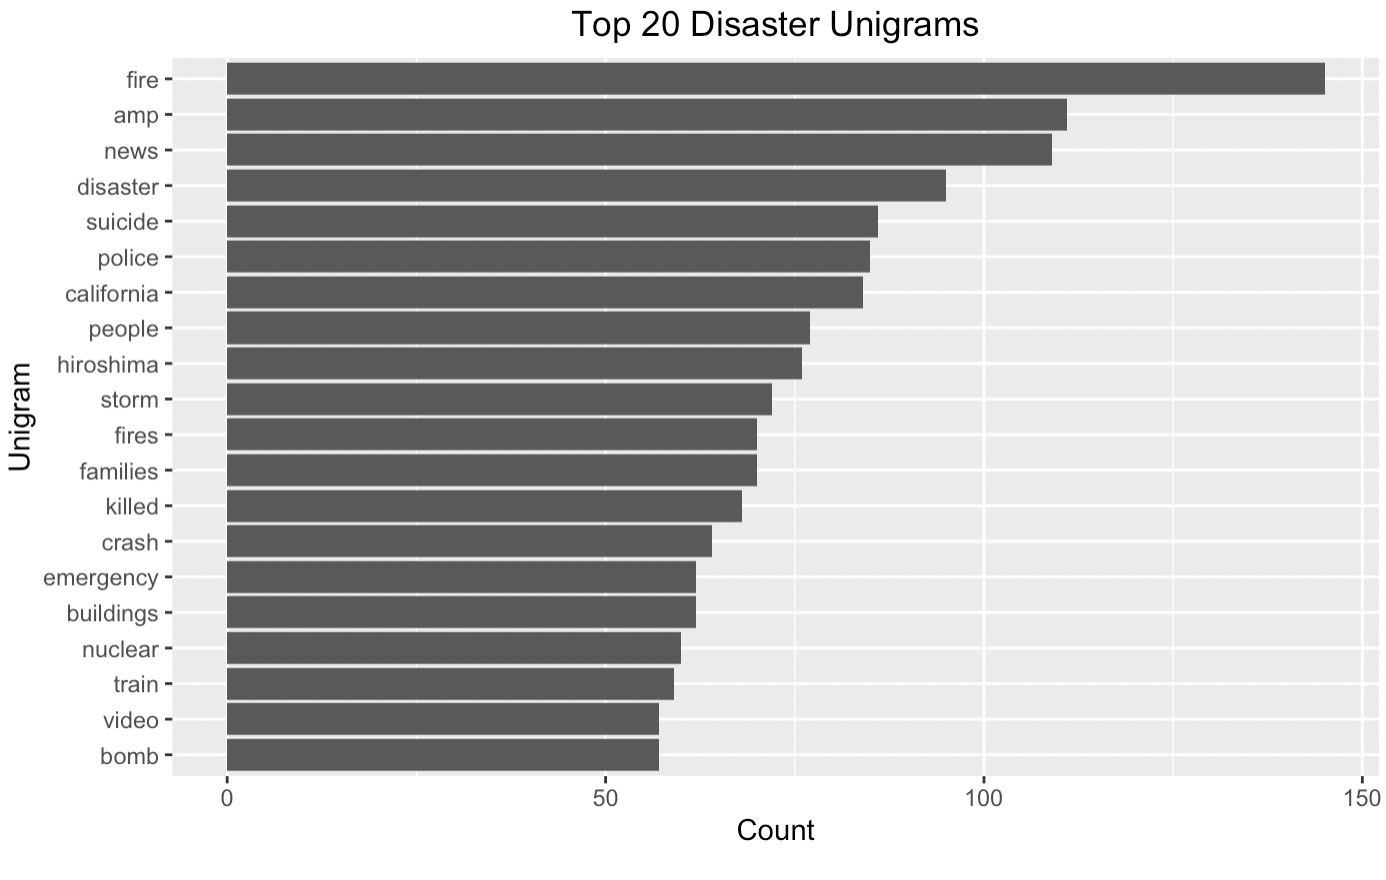 Top 20 Disaster Unigrams
fire
amp
news
disaster
suicide
police
california
people
hiroshima
storm
fires
families
killed
crash
emergency
buildings
nuclear
train
video
bomb
Unigram
0 50 100 150
Count